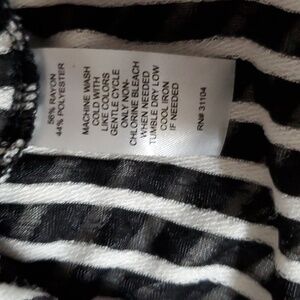 56% RAYON
44% POLYESTER
MACHINE WASH
COLD WITH
LIKE COLORS
GENTLE CYCLE
ONLY NON-
CHLORINE BLEACH
WHEN NEEDED
TUMBLE DRY LOW
COOL IRON
IF NEEDED
RN# 31104